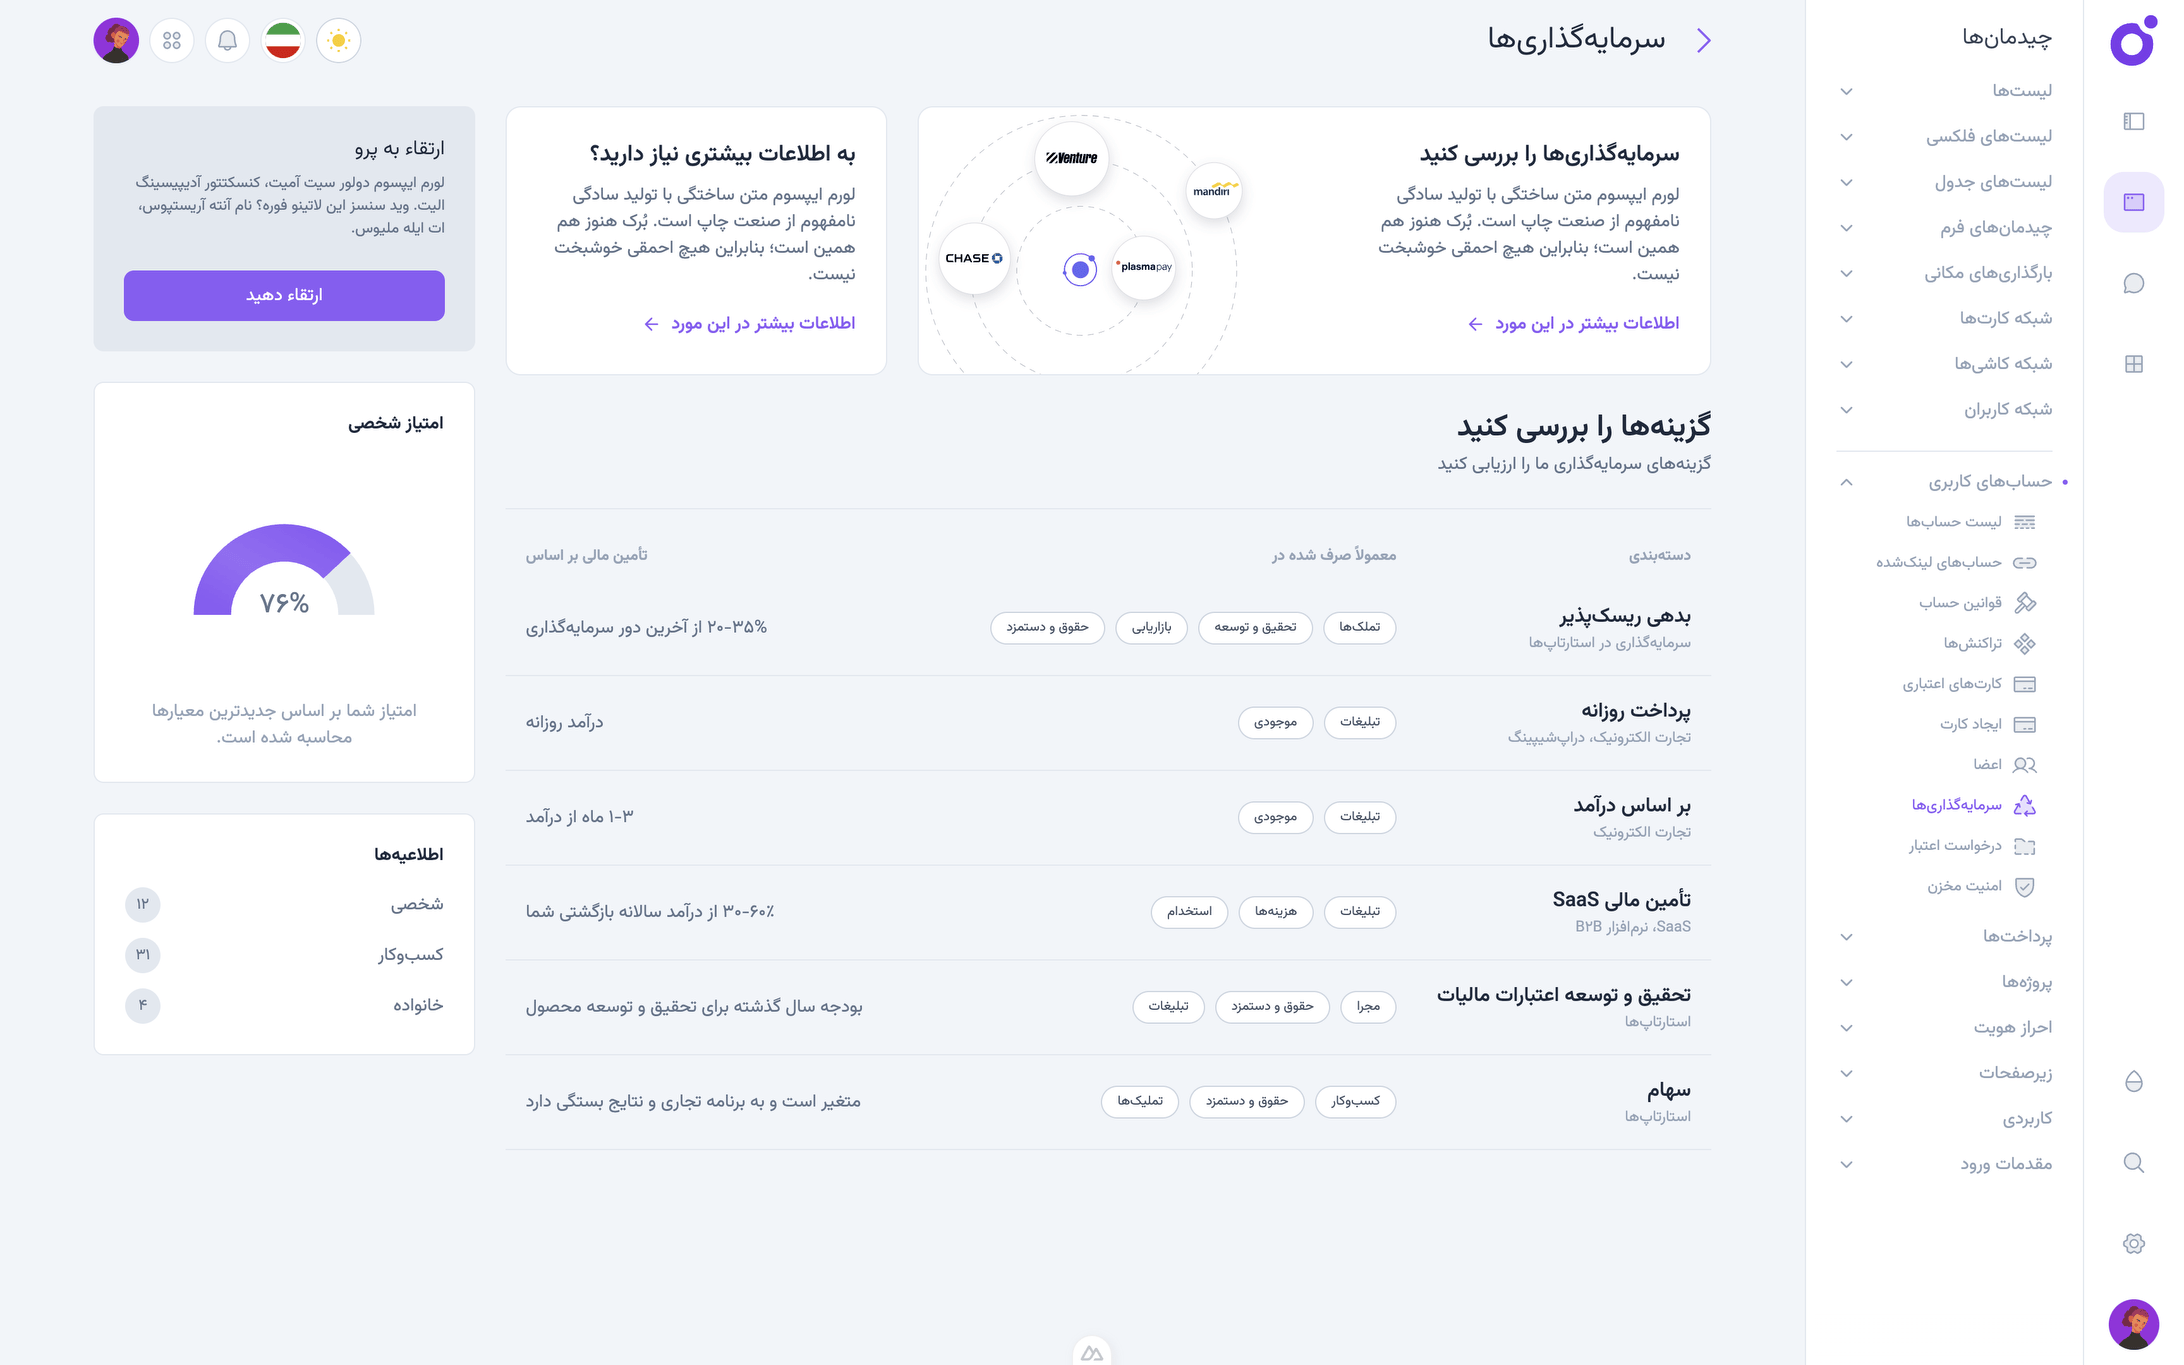 چیدمان‌ها
لیست‌ها
لیست‌های فلکسی
لیست‌های جدول
چیدمان‌های فرم
بارگذاری‌های مکانی
شبکه کارت‌ها
شبکه کاشی‌ها
شبکه کاربران
حساب‌های کاربری
لیست حساب‌ها
حساب‌های لینک‌شده
قوانین حساب
تراکنش‌ها
کارت‌های اعتباری
ایجاد کارت
اعضا
سرمایه‌گذاری‌ها
درخواست اعتبار
امنیت مخزن
پرداخت‌ها
پروژه‌ها
احراز هویت
زیرصفحات
کاربردی
مقدمات ورود
سرمایه‌گذاری‌ها
سرمایه‌گذاری‌ها را بررسی کنید
لورم ایپسوم متن ساختگی با تولید سادگی
نامفهوم از صنعت چاپ است. بُرک هنوز هم
همین است؛ بنابراین هیچ احمقی خوشبخت
نیست.
اطلاعات بیشتر در این مورد
Venture
mandiri
CHASE
plasmapay
به اطلاعات بیشتری نیاز دارید؟
لورم ایپسوم متن ساختگی با تولید سادگی
نامفهوم از صنعت چاپ است. بُرک هنوز هم
همین است؛ بنابراین هیچ احمقی خوشبخت
نیست.
اطلاعات بیشتر در این مورد
گزینه‌ها را بررسی کنید
گزینه‌های سرمایه‌گذاری ما را ارزیابی کنید
دسته‌بندی معمولاً صرف شده در تأمین مالی بر اساس
بدهی ریسک‌پذیر
سرمایه‌گذاری در استارتاپ‌ها
تملک‌ها تحقیق و توسعه بازاریابی حقوق و دستمزد
۲۰-۳۵% از آخرین دور سرمایه‌گذاری
پرداخت روزانه
تجارت الکترونیک، دراپ‌شیپینگ
تبلیغات موجودی
درآمد روزانه
بر اساس درآمد
تجارت الکترونیک
تبلیغات موجودی
۱-۳ ماه از درآمد
تأمین مالی SaaS
SaaS، نرم‌افزار B۲B
تبلیغات هزینه‌ها استخدام
۳۰-۶۰٪ از درآمد سالانه بازگشتی شما
تحقیق و توسعه اعتبارات مالیات
استارتاپ‌ها
مجرا حقوق و دستمزد تبلیغات
بودجه سال گذشته برای تحقیق و توسعه محصول
سهام
استارتاپ‌ها
کسب‌وکار حقوق و دستمزد تملیک‌ها
متغیر است و به برنامه تجاری و نتایج بستگی دارد
ارتقاء به پرو
لورم ایپسوم دولور سیت آمیت، کنسکتتور آدیپیسینگ
الیت. وید سنسز این لاتینو فوره؟ نام آنته آریستپوس،
ات ایله ملیوس.
ارتقاء دهید
امتیاز شخصی
۷۶%
امتیاز شما بر اساس جدیدترین معیارها
محاسبه شده است.
اطلاعیه‌ها
شخصی ۱۲
کسب‌وکار ۳۱
خانواده ۴